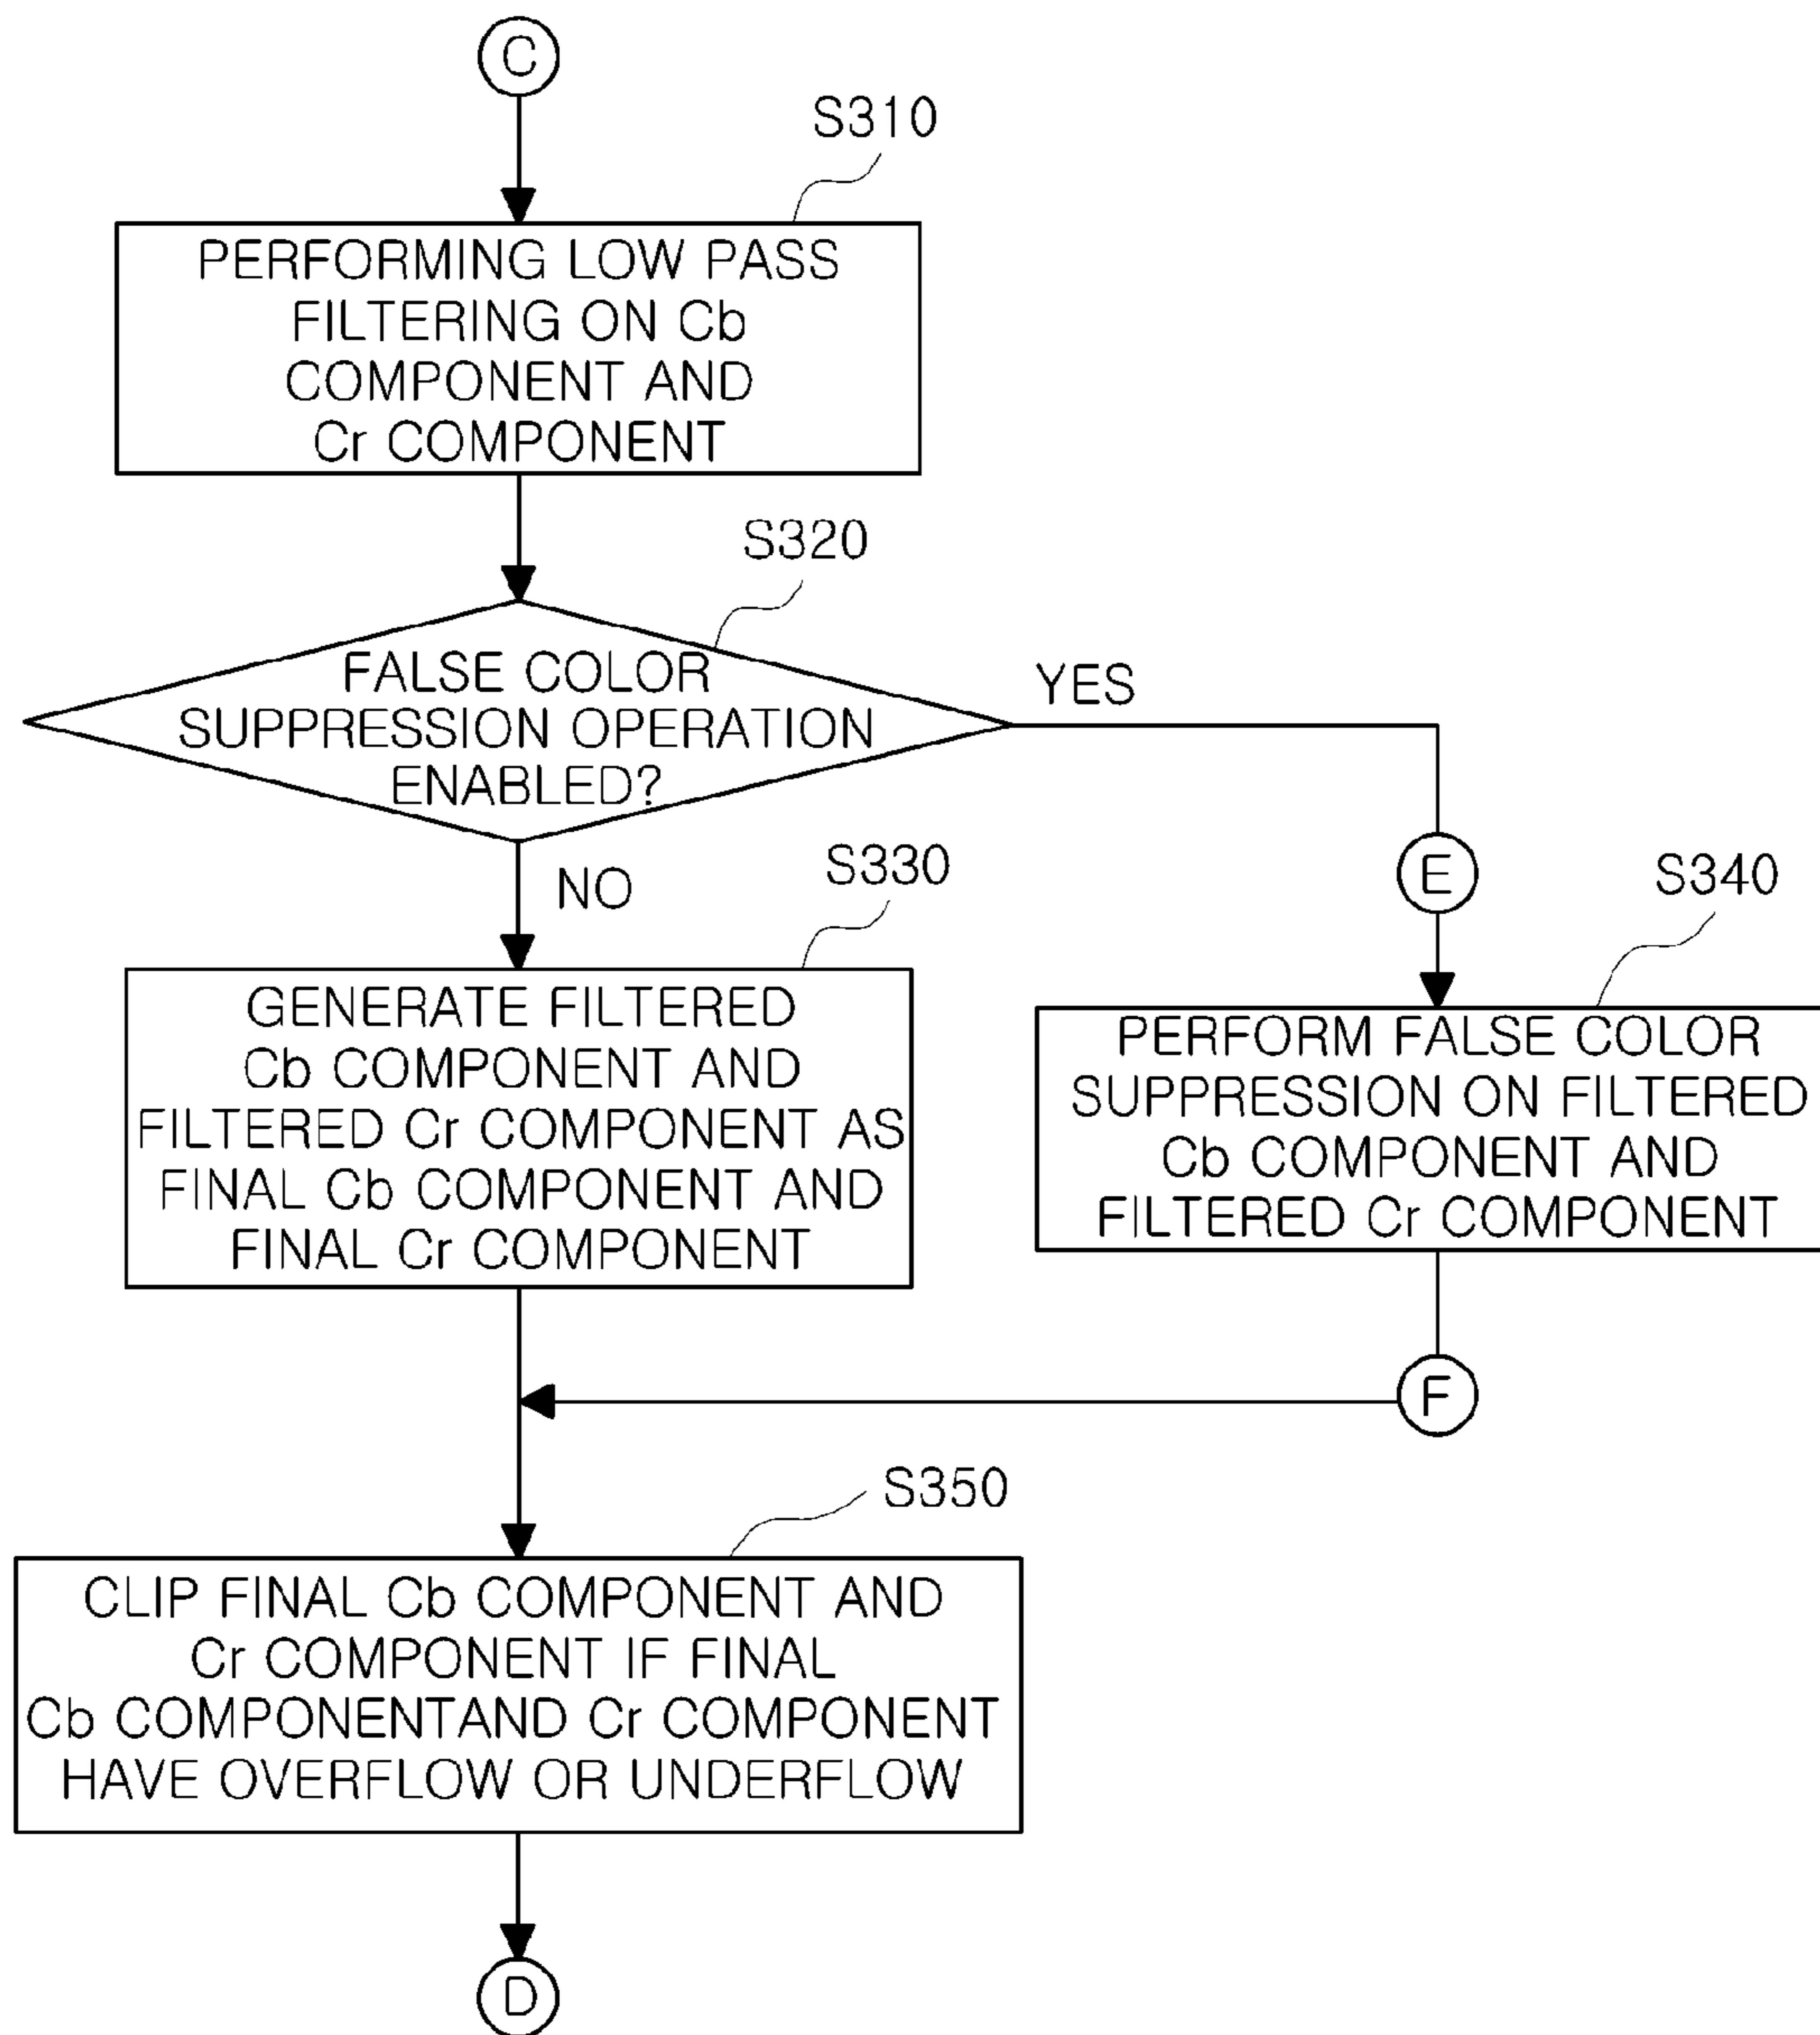 C
S310
PERFORMING LOW PASS
FILTERING ON Cb
COMPONENT AND
Cr COMPONENT
S320
FALSE COLOR
SUPPRESSION OPERATION
ENABLED?
YES
NO
S330
GENERATE FILTERED
Cb COMPONENT AND
FILTERED Cr COMPONENT AS
FINAL Cb COMPONENT AND
FINAL Cr COMPONENT
E
S340
PERFORM FALSE COLOR
SUPPRESSION ON FILTERED
Cb COMPONENT AND
FILTERED Cr COMPONENT
F
S350
CLIP FINAL Cb COMPONENT AND
Cr COMPONENT IF FINAL
Cb COMPONENTAND Cr COMPONENT
HAVE OVERFLOW OR UNDERFLOW
D